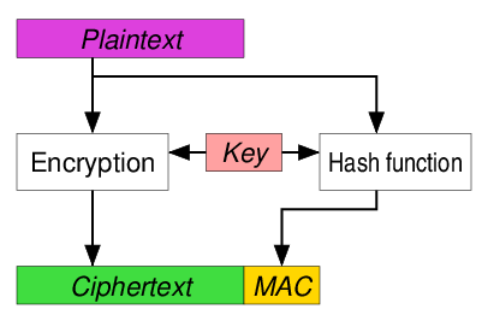 Plaintext
Encryption
Key
Hash function
Ciphertext
MAC